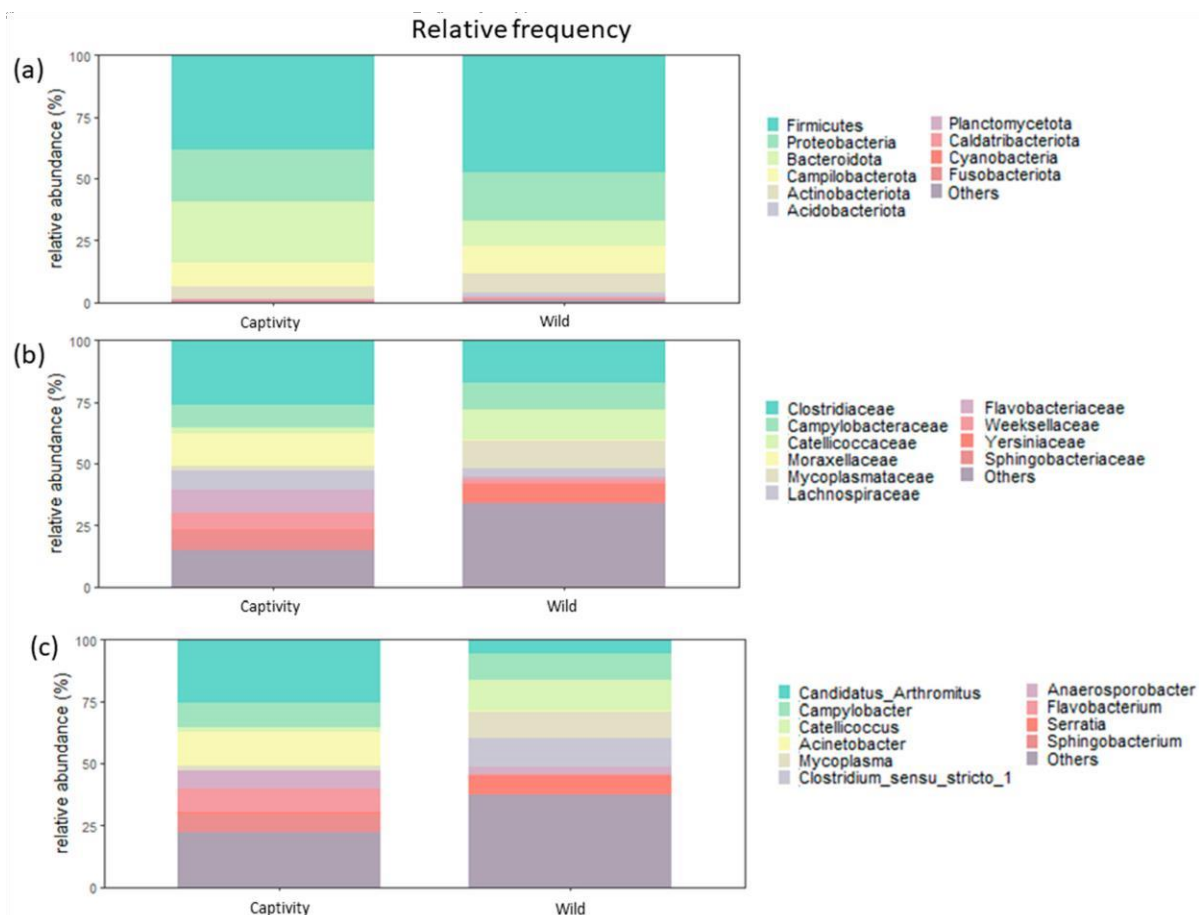 Relative frequency
(a)
relative abundance (%)
100
75
50
25
0
Captivity
Wild
Firmicutes
Proteobacteria
Bacteroidota
Campilobacterota
Actinobacteriota
Acidobacteriota
Planctomycetota
Caldatribacteriota
Cyanobacteria
Fusobacteriota
Others
(b)
relative abundance (%)
100
75
50
25
0
Captivity
Wild
Clostridiaceae
Campylobacteraceae
Catellicoccaceae
Moraxellaceae
Mycoplasmataceae
Lachnospiraceae
Flavobacteriaceae
Weeksellaceae
Yersiniaceae
Sphingobacteriaceae
Others
(c)
relative abundance (%)
100
75
50
25
0
Captivity
Wild
Candidatus_Arthromitus
Campylobacter
Catellicoccus
Acinetobacter
Mycoplasma
Clostridium_sensu_stricto_1
Anaerosporobacter
Flavobacterium
Serratia
Sphingobacterium
Others